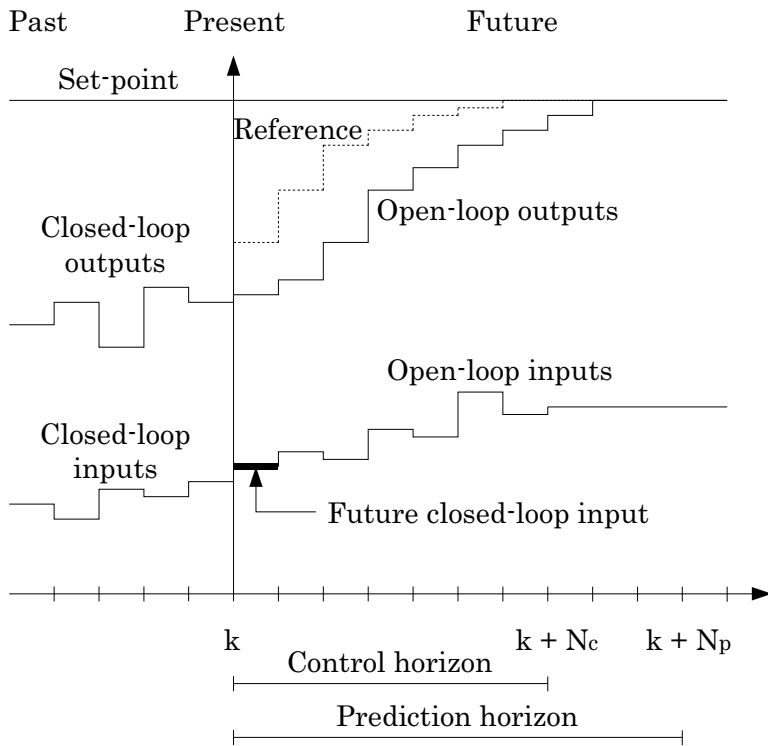 Past Present Future
Set-point
Reference
Closed-loop
outputs
Open-loop outputs
Open-loop inputs
Closed-loop
inputs
Future closed-loop input
k k + Nc k + Np
Control horizon
Prediction horizon